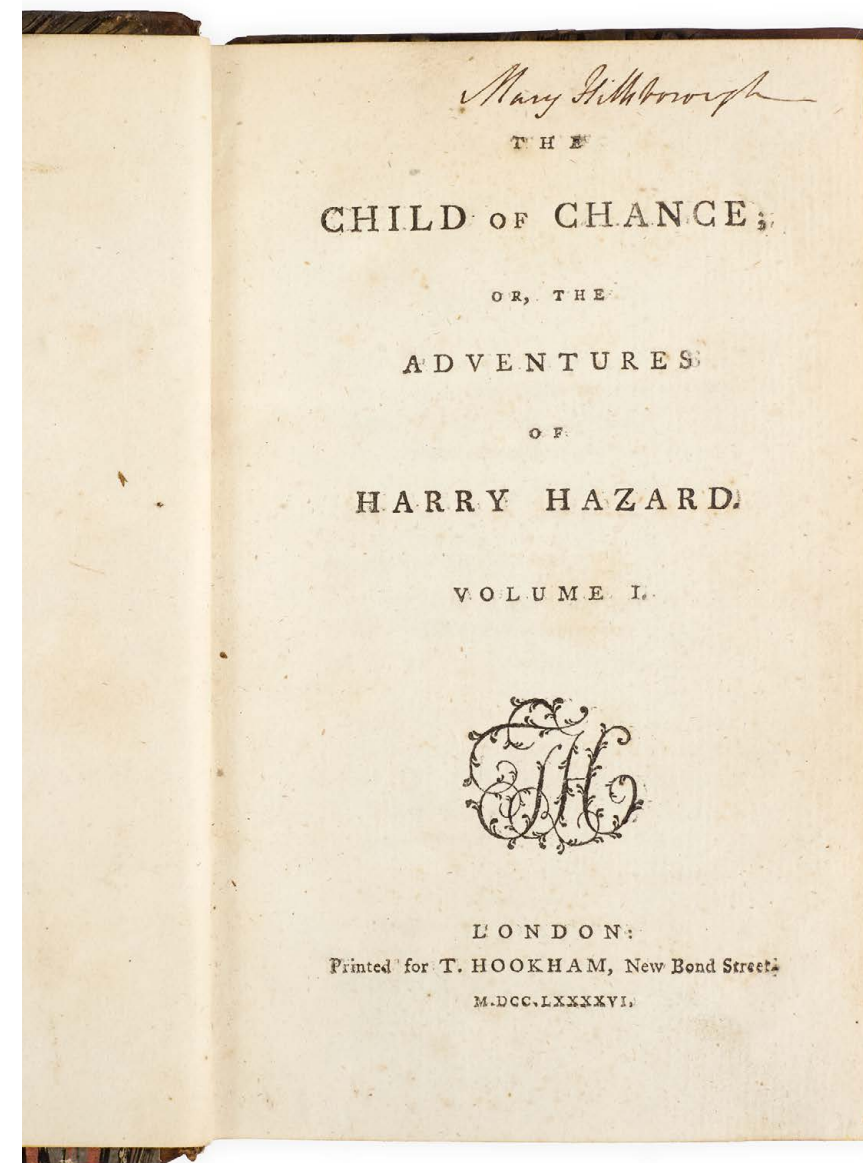 Mary Hillsborough
THE
CHILD OF CHANCE;
OR, THE
ADVENTURES
OF
HARRY HAZARD.
VOLUME I.
TH
LONDON:
Printed for T. HOOKHAM, New Bond Street.
M.DCC.LXXXXVI.